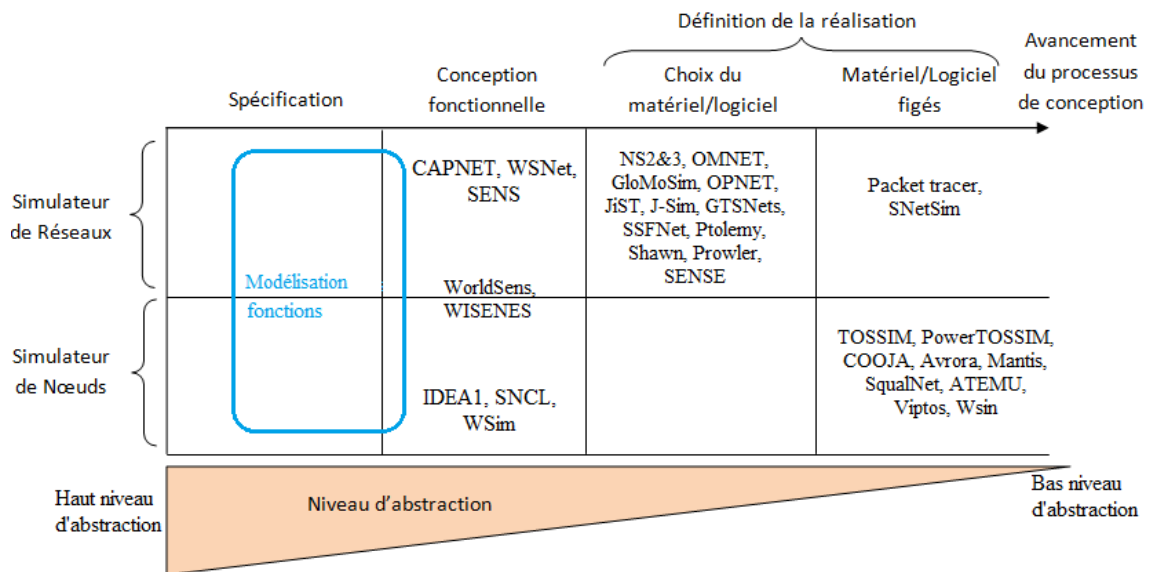 Définition de la réalisation
Avancement
du processus
de conception
Spécification
Conception
fonctionnelle
Choix du
matériel/logiciel
Matériel/Logiciel
figés
Simulateur
de Réseaux
CAPNET, WSNet,
SENS
NS2&3, OMNET,
GloMoSim, OPNET,
JiST, J-Sim, GTSNets,
SSFNet, Ptolemy,
Shawn, Prowler,
SENSE
Packet tracer,
SNetSim
Modélisation
fonctions
WorldSens,
WISENES
Simulateur
de Nœuds
IDEA1, SNCL,
WSim
TOSSIM, PowerTOSSIM,
COOJA, Avrora, Mantis,
SqualNet, ATEMU,
Viptos, Wsin
Haut niveau
d'abstraction
Niveau d’abstraction
Bas niveau
d'abstraction